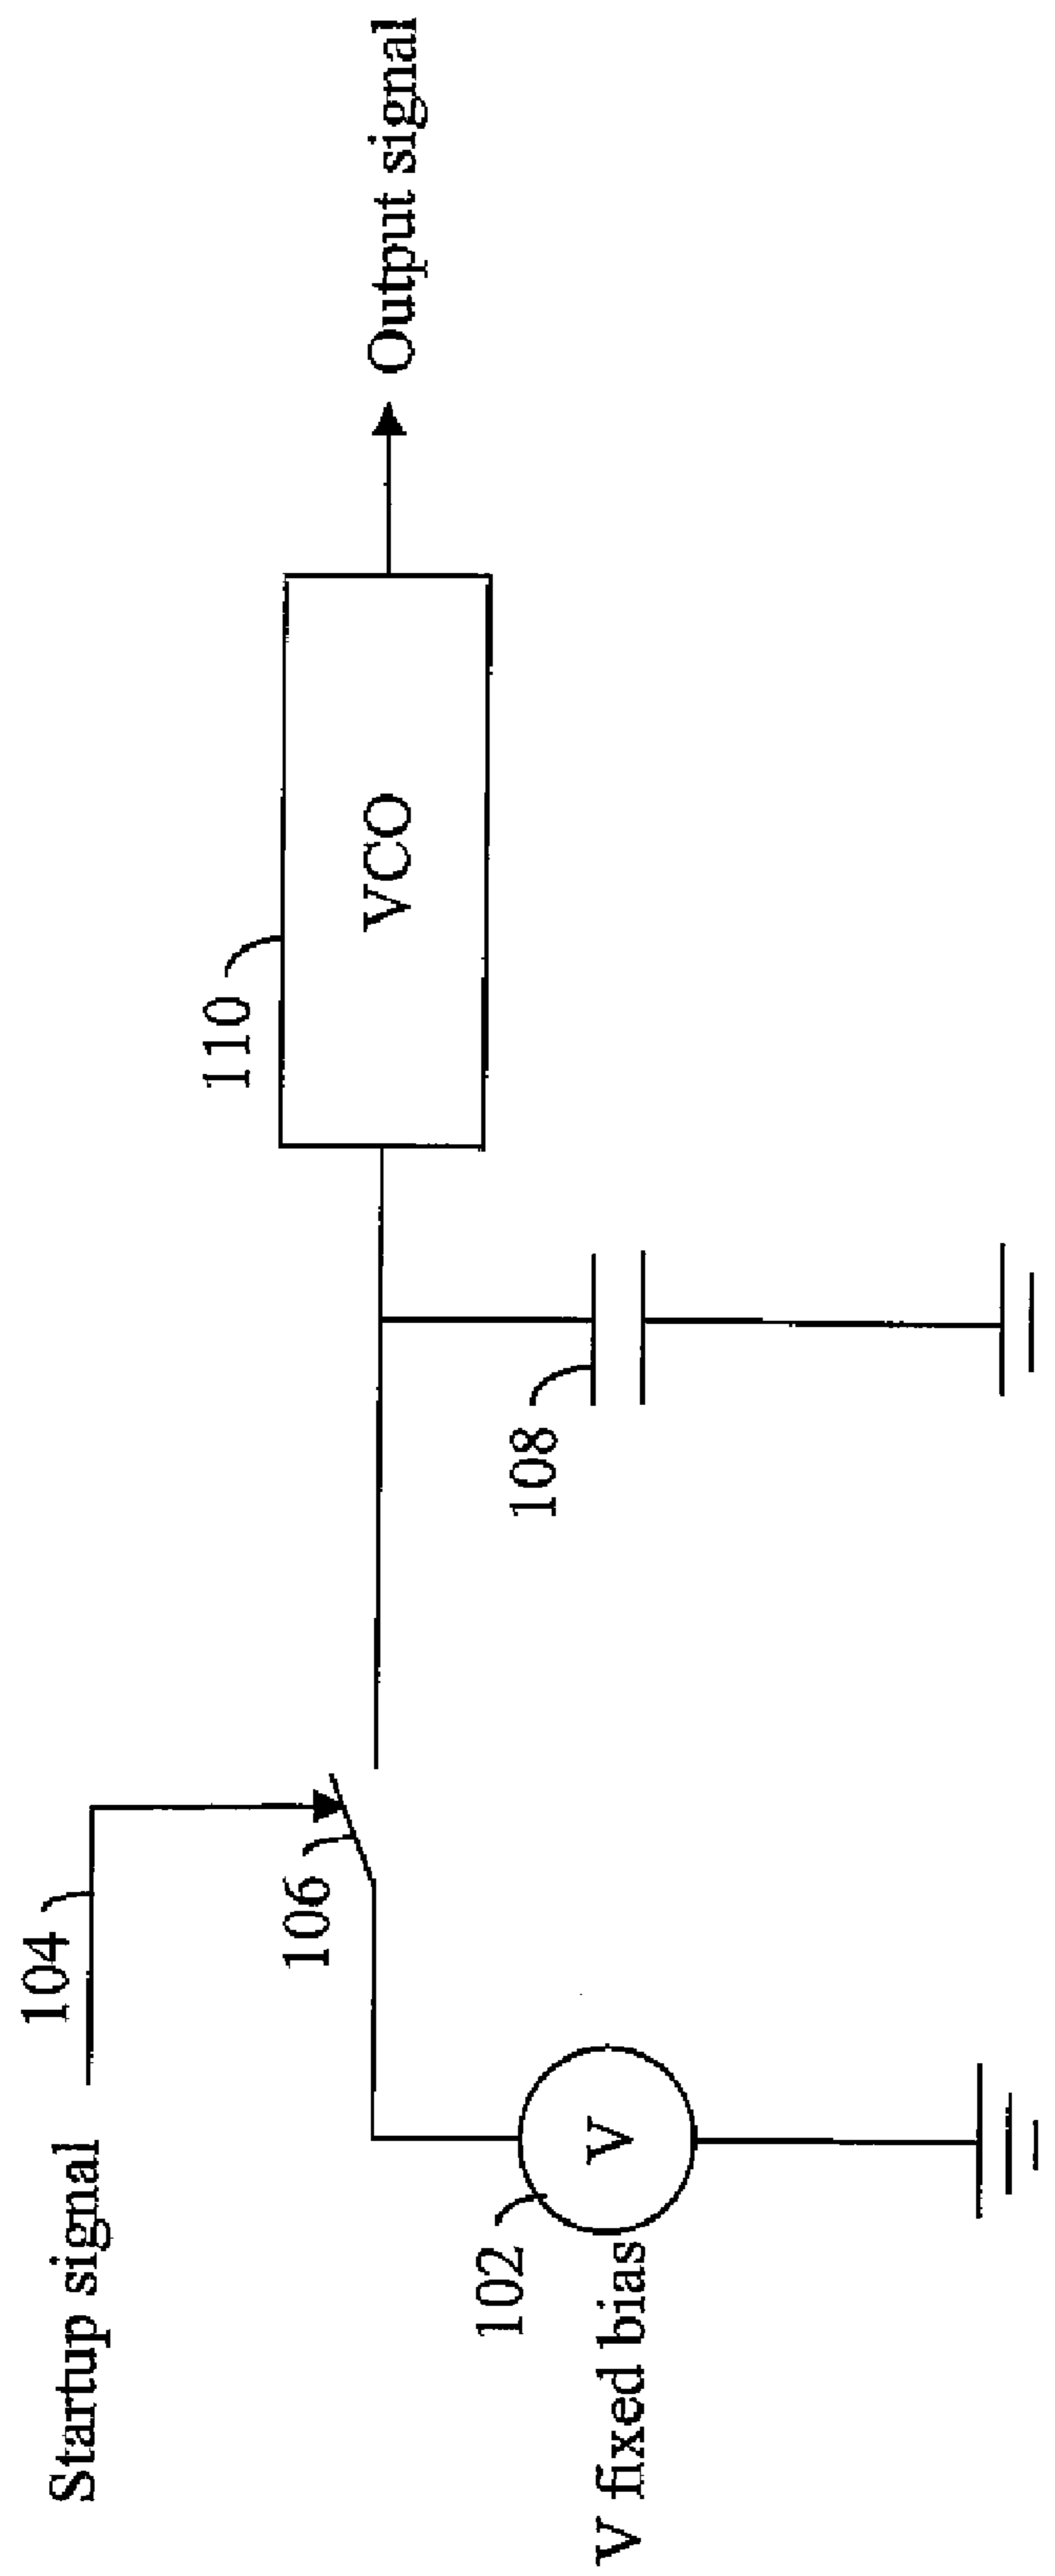 Startup signal
104
106
110
VCO
Output signal
108
102
V
V fixed bias